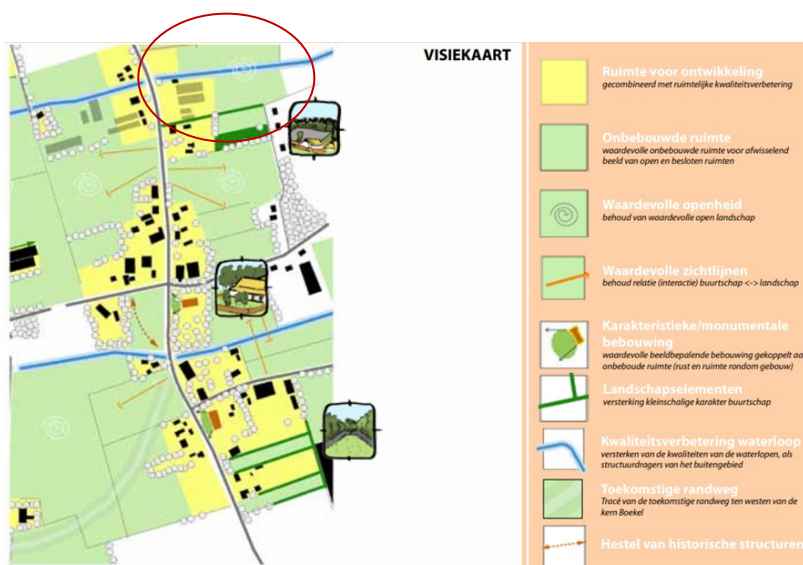 VISIEKAART
Ruimte voor ontwikkeling
gecombineerd met ruimtelijke kwaliteitsverbetering
Onbebouwde ruimte
waardevolle onbebouwde ruimte voor afwisselend
beeld van open en besloten ruimten
Waardevolle openheid
behoud van waardevolle open landschap
Waardevolle zichtlijnen
behoud relatie (interactie) buurtschap <-> landschap
Karakteristieke/monumentale
bebouwing
waardevolle beeldbepalende bebouwing gekoppelt aa
onbeboude ruimte (rust en ruimte rondom gebouw)
Landschapselementen
versterking kleinschalige karakter buurtschap
Kwaliteitsverbetering waterloop
versterken van de kwaliteiten van de waterlopen, als
structuurdragers van het buitengebied
Toekomstige randweg
Tracé van de toekomstige randweg ten westen van de
kern Boekel
Hestel van historische structuren